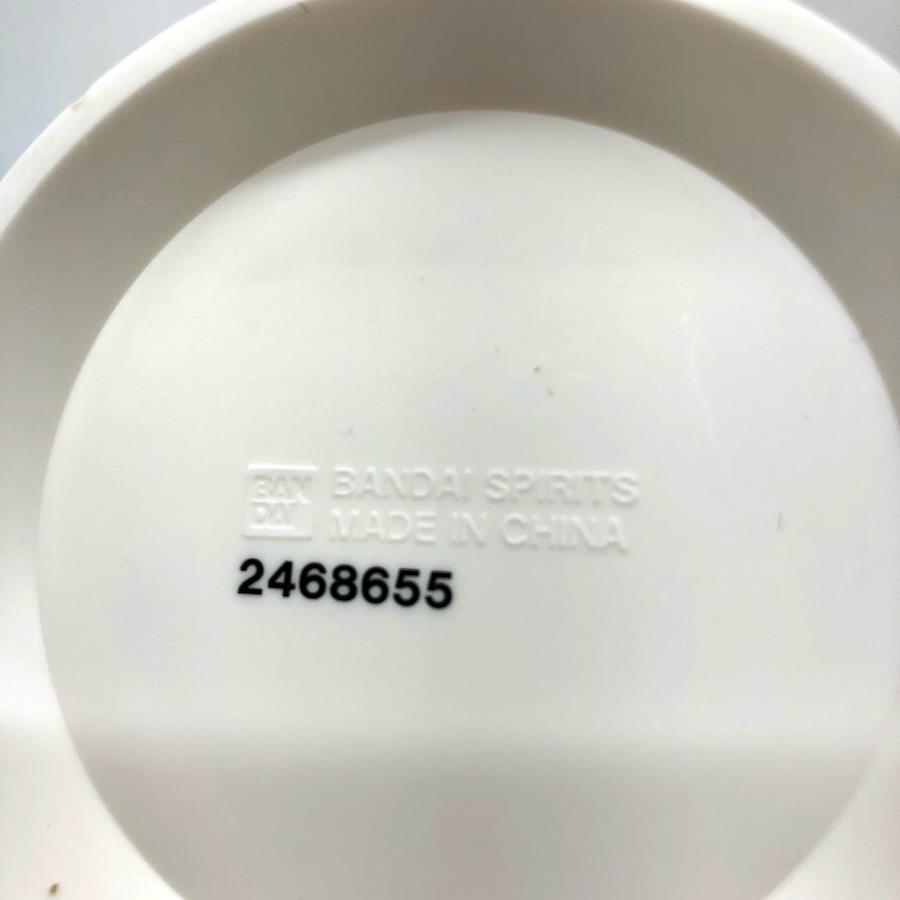 BAN
DAI
BANDAI SPIRITS
MADE IN CHINA
2468655